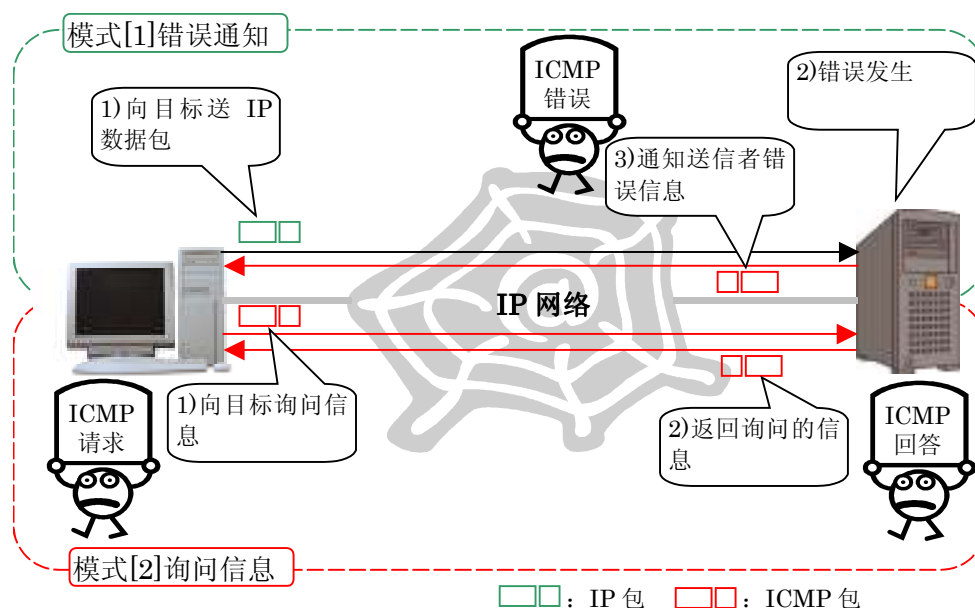 模式[1]错误通知
ICMP
错误
2)错误发生
1)向目标送 IP
数据包
3)通知送信者错
误信息
IP 网络
1)向目标询问信
息
2)返回询问的信
息
ICMP
请求
ICMP
回答
模式[2]询问信息
：IP 包
：ICMP 包